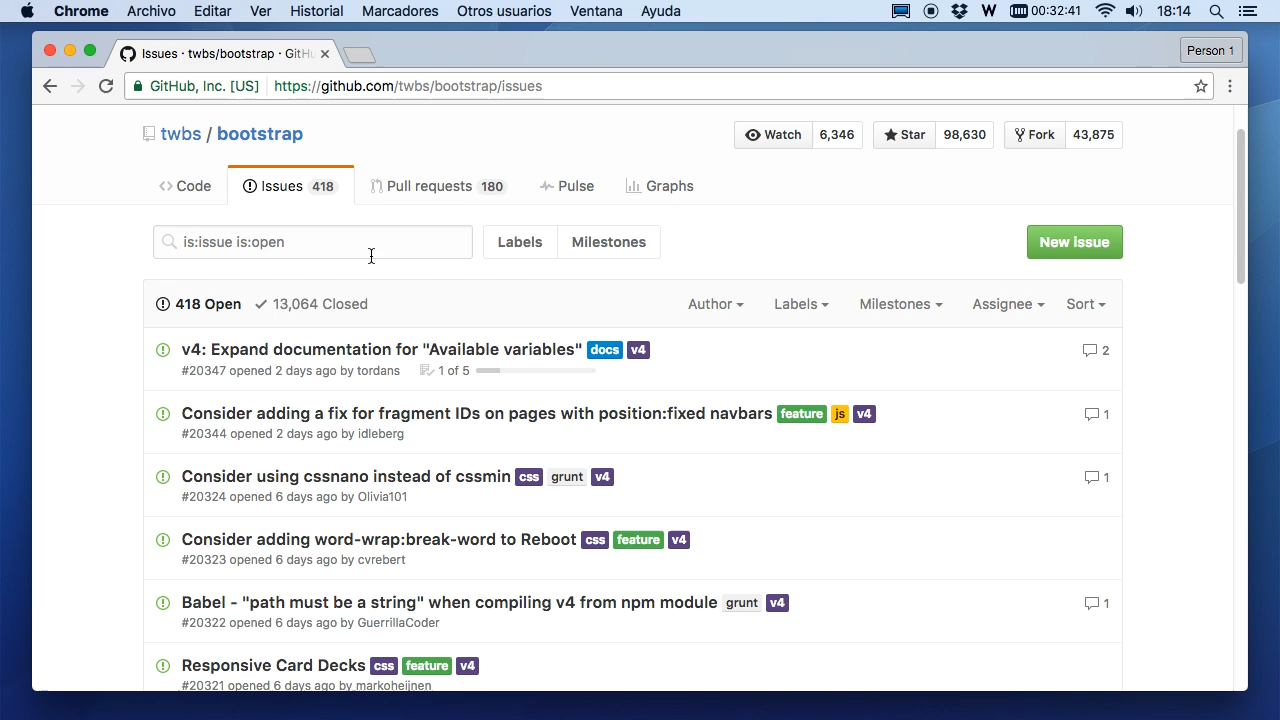 Chrome Archivo Editar Ver Historial Marcadores Otros usuarios Ventana Ayuda 00:32:41 18:14
Issues · twbs/bootstrap · GitHu Person 1
GitHub, Inc. [US] https://github.com/twbs/bootstrap/issues
twbs / bootstrap Watch 6,346 Star 98,630 Fork 43,875
Code Issues 418 Pull requests 180 Pulse Graphs
is:issue is:open Labels Milestones New issue
418 Open 13,064 Closed Author Labels Milestones Assignee Sort
v4: Expand documentation for "Available variables" docs v4 2
#20347 opened 2 days ago by tordans 1 of 5
Consider adding a fix for fragment IDs on pages with position:fixed navbars feature js v4 1
#20344 opened 2 days ago by idleberg
Consider using cssnano instead of cssmin css grunt v4 1
#20324 opened 6 days ago by Olivia101
Consider adding word-wrap:break-word to Reboot css feature v4
#20323 opened 6 days ago by cvrebert
Babel - "path must be a string" when compiling v4 from npm module grunt v4 1
#20322 opened 6 days ago by GuerrillaCoder
Responsive Card Decks css feature v4
#20321 opened 6 days ago by markoheijnen